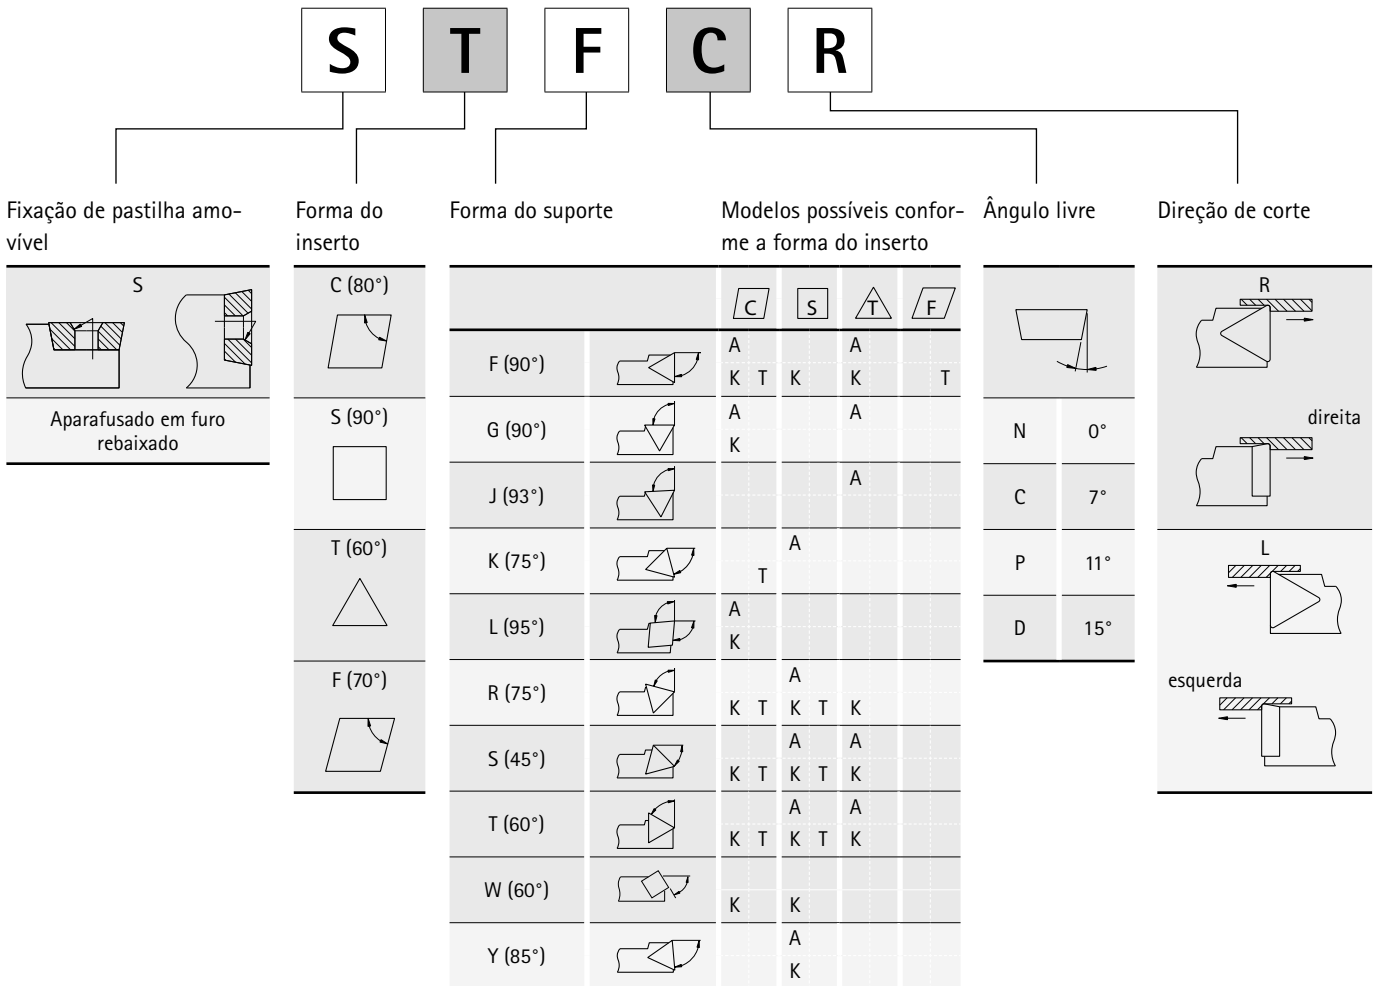 S T F C R
Fixação de pastilha amo-
vível
S
Aparafusado em furo
rebaixado
Forma do
inserto
C (80°)
S (90°)
T (60°)
F (70°)
Forma do suporte
Modelos possíveis confor-
me a forma do inserto
C S T F
F (90°)
A A
K T K K T
G (90°)
A A
K
J (93°)
A
K (75°)
A
T
L (95°)
A
K
R (75°)
A
K T K T K
S (45°)
A A
K T K T K
T (60°)
A A
K T K T K
W (60°)
K K
Y (85°)
A
K
Ângulo livre
N 0°
C 7°
P 11°
D 15°
Direção de corte
R
direita
L
esquerda